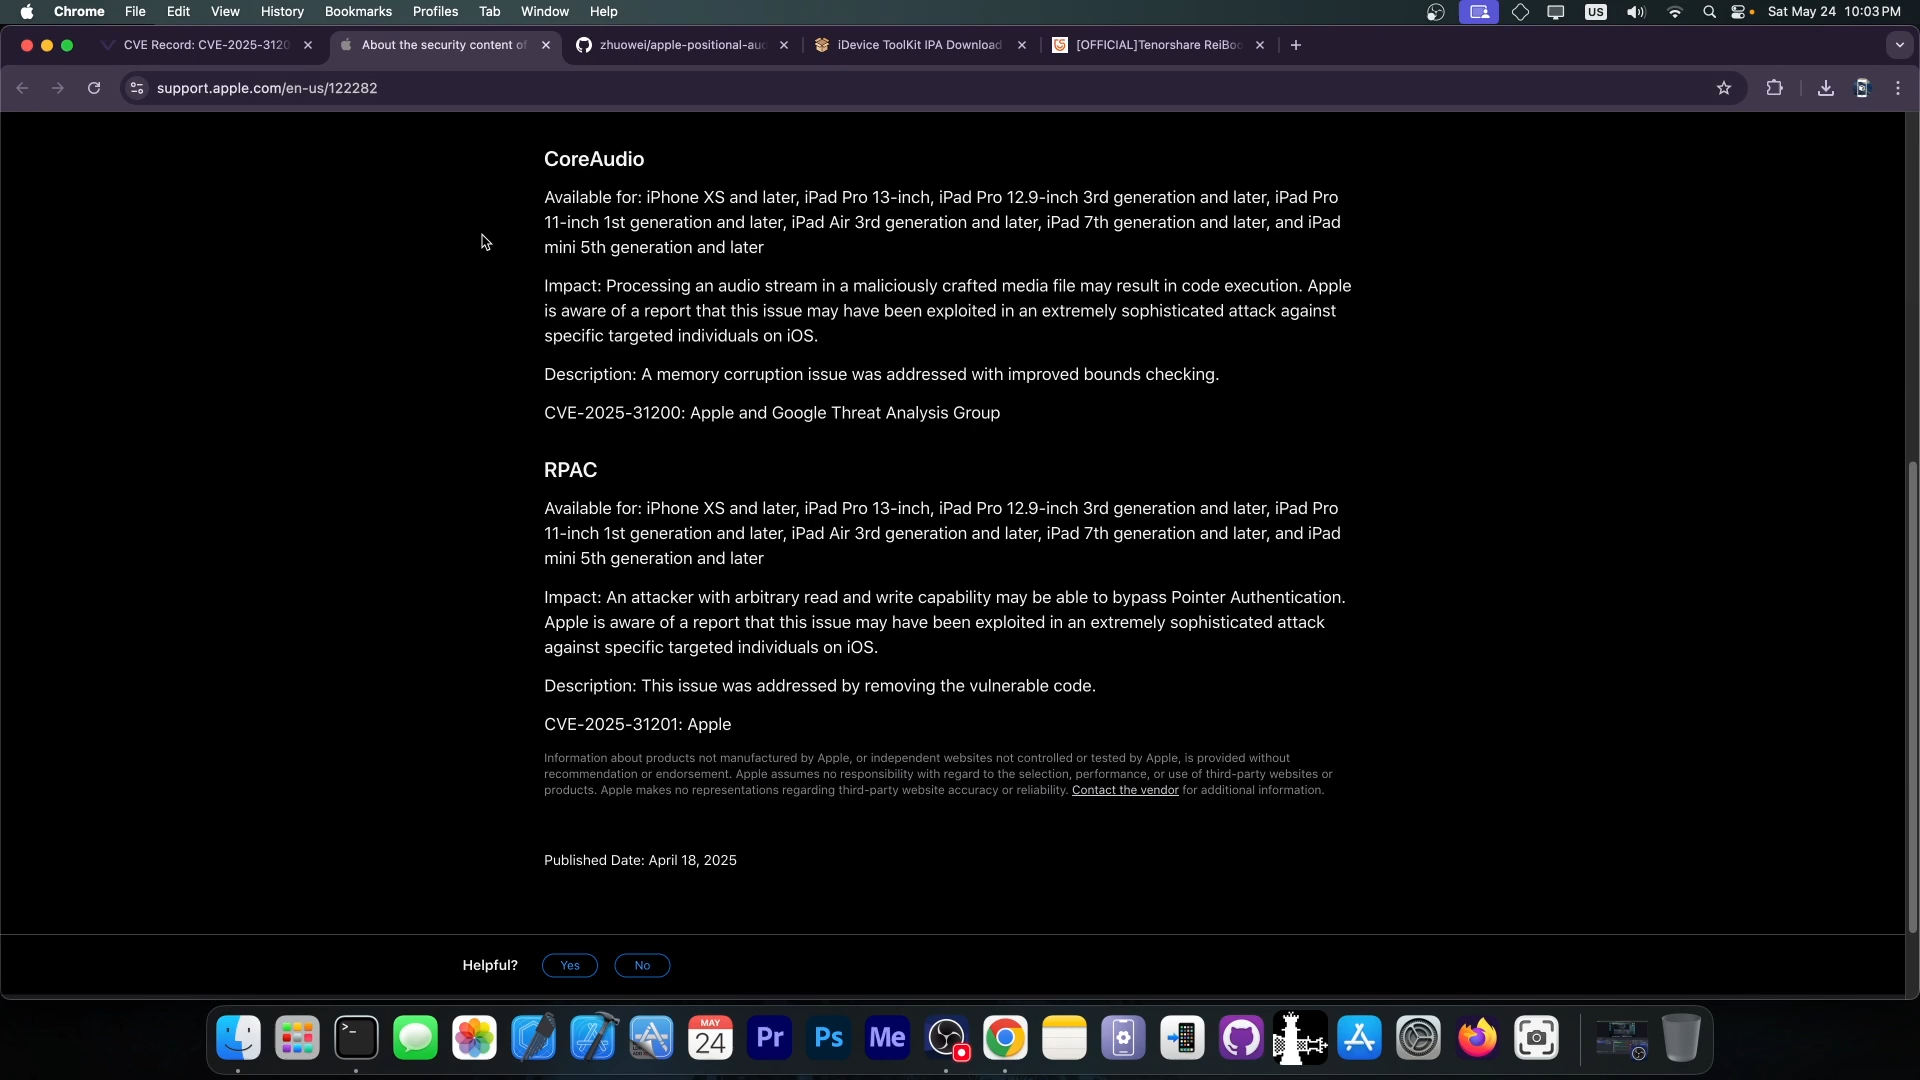 Chrome File Edit View History Bookmarks Profiles Tab Window Help US Sat May 24 10:03 PM
CVE Record: CVE-2025-3120 About the security content of zhuowei/apple-positional-aud iDevice ToolKit IPA Download [OFFICIAL]Tenorshare ReiBoo
support.apple.com/en-us/122282
CoreAudio
Available for: iPhone XS and later, iPad Pro 13-inch, iPad Pro 12.9-inch 3rd generation and later, iPad Pro
11-inch 1st generation and later, iPad Air 3rd generation and later, iPad 7th generation and later, and iPad
mini 5th generation and later
Impact: Processing an audio stream in a maliciously crafted media file may result in code execution. Apple
is aware of a report that this issue may have been exploited in an extremely sophisticated attack against
specific targeted individuals on iOS.
Description: A memory corruption issue was addressed with improved bounds checking.
CVE-2025-31200: Apple and Google Threat Analysis Group
RPAC
Available for: iPhone XS and later, iPad Pro 13-inch, iPad Pro 12.9-inch 3rd generation and later, iPad Pro
11-inch 1st generation and later, iPad Air 3rd generation and later, iPad 7th generation and later, and iPad
mini 5th generation and later
Impact: An attacker with arbitrary read and write capability may be able to bypass Pointer Authentication.
Apple is aware of a report that this issue may have been exploited in an extremely sophisticated attack
against specific targeted individuals on iOS.
Description: This issue was addressed by removing the vulnerable code.
CVE-2025-31201: Apple
Information about products not manufactured by Apple, or independent websites not controlled or tested by Apple, is provided without
recommendation or endorsement. Apple assumes no responsibility with regard to the selection, performance, or use of third-party websites or
products. Apple makes no representations regarding third-party website accuracy or reliability. Contact the vendor for additional information.
Published Date: April 18, 2025
Helpful? Yes No
MAY
>_ 24 Pr Ps Me